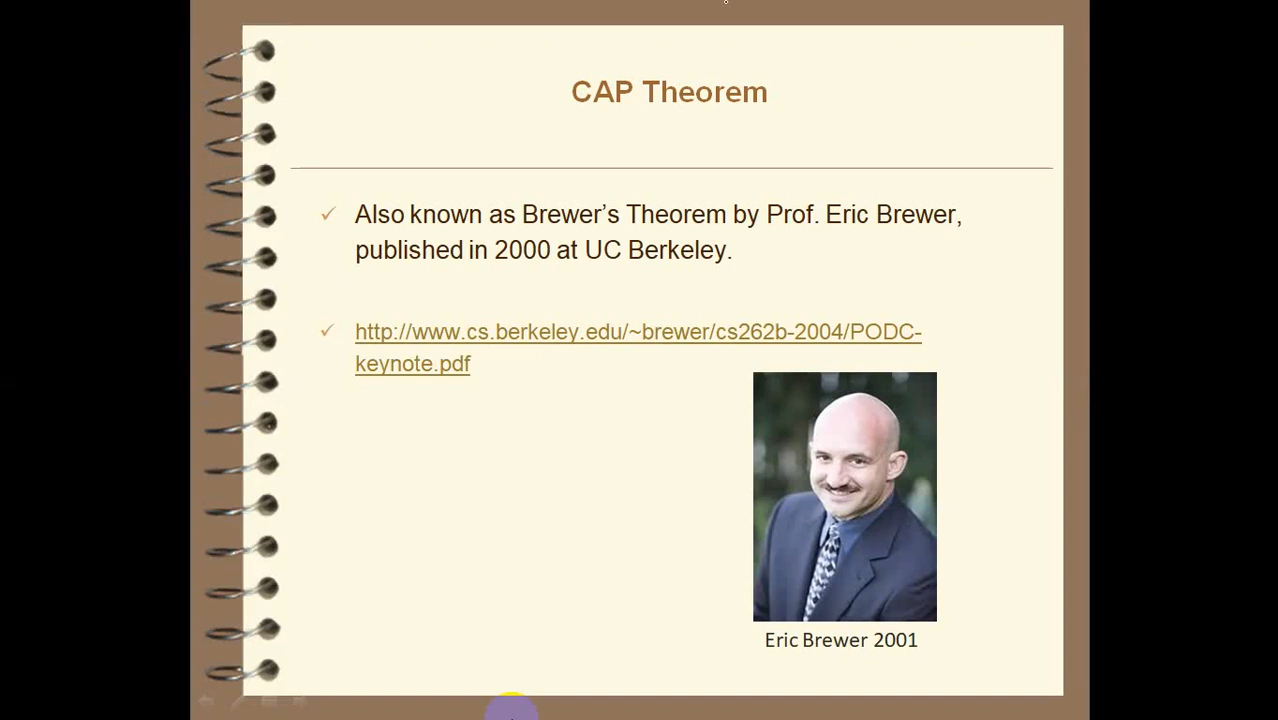 CAP Theorem
Also known as Brewer’s Theorem by Prof. Eric Brewer,
published in 2000 at UC Berkeley.
http://www.cs.berkeley.edu/~brewer/cs262b-2004/PODC-
keynote.pdf
Eric Brewer 2001